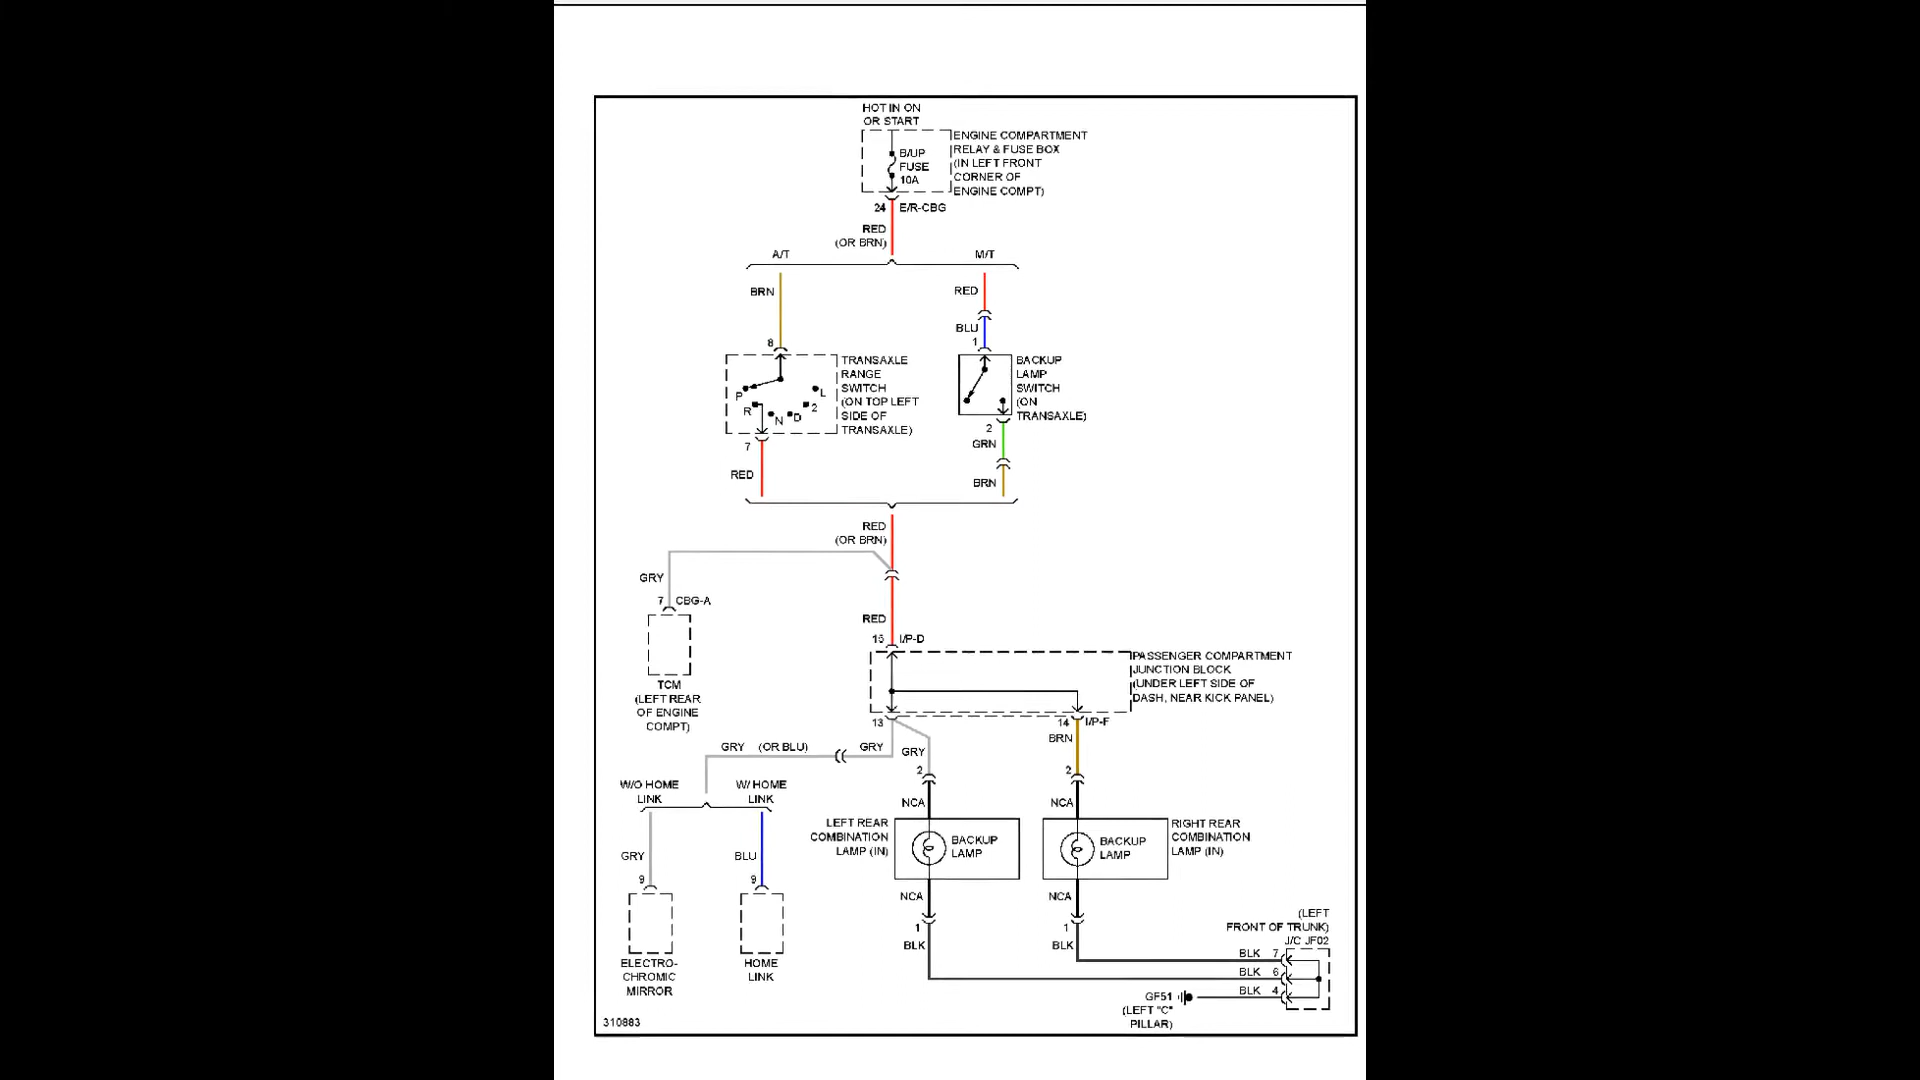 HOT IN ON
OR START
B/UP
FUSE
10A
ENGINE COMPARTMENT
RELAY & FUSE BOX
(IN LEFT FRONT
CORNER OF
ENGINE COMPT)
24 E/R-CBG
RED
(OR BRN)
A/T
M/T
BRN
RED
BLU
8
1
P
R
N
D
2
L
TRANSAXLE
RANGE
SWITCH
(ON TOP LEFT
SIDE OF
TRANSAXLE)
BACKUP
LAMP
SWITCH
(ON
TRANSAXLE)
7
2
GRN
RED
BRN
RED
(OR BRN)
GRY
7 CBG-A
TCM
(LEFT REAR
OF ENGINE
COMPT)
RED
15 I/P-D
PASSENGER COMPARTMENT
JUNCTION BLOCK
(UNDER LEFT SIDE OF
DASH, NEAR KICK PANEL)
13
14 I/P-F
GRY (OR BLU)
GRY
GRY
BRN
2
2
W/O HOME
LINK
W/ HOME
LINK
NCA
NCA
LEFT REAR
COMBINATION
LAMP (IN)
BACKUP
LAMP
BACKUP
LAMP
RIGHT REAR
COMBINATION
LAMP (IN)
GRY
BLU
9
9
NCA
NCA
1
1
BLK
BLK
ELECTRO-
CHROMIC
MIRROR
HOME
LINK
(LEFT
FRONT OF TRUNK)
J/C JF02
BLK 7
BLK 6
BLK 4
GF51
(LEFT "C"
PILLAR)
310883